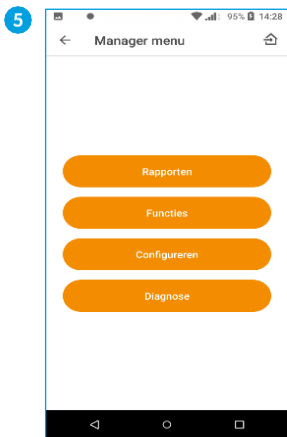 5
95% 14:28
Manager menu
Rapporten
Functies
Configureren
Diagnose